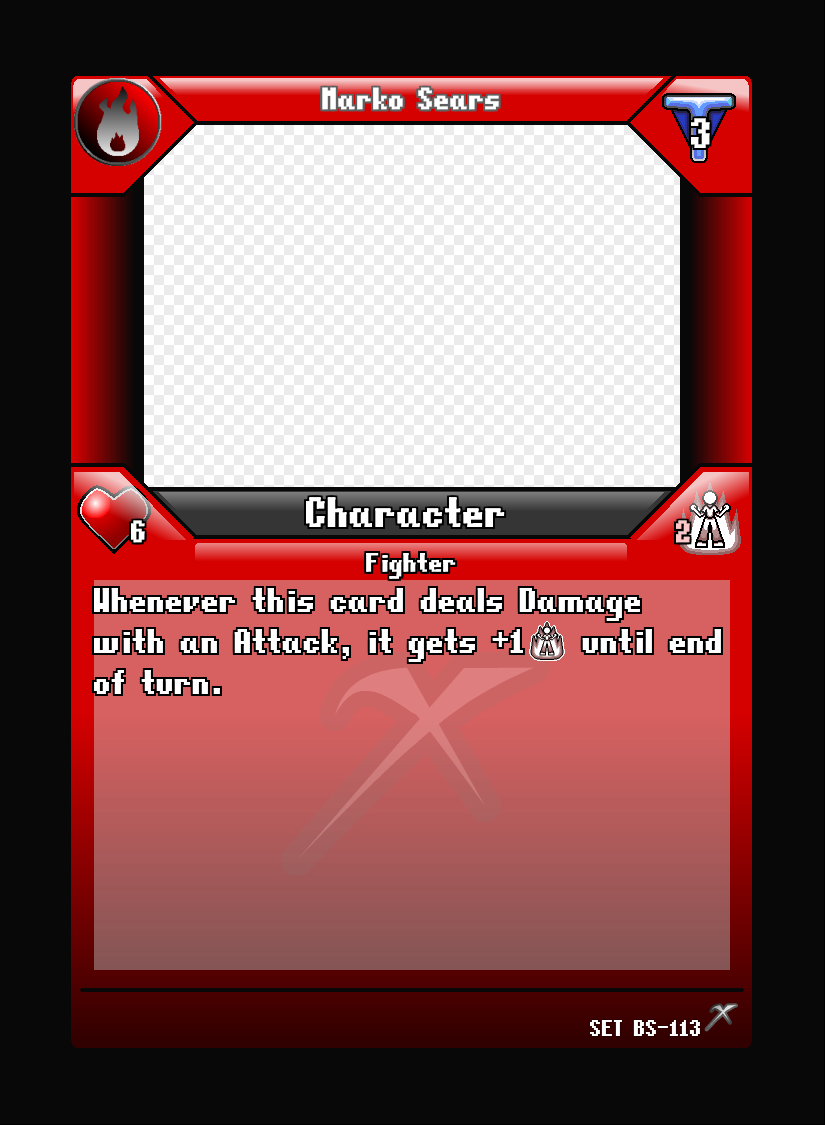 Marko Sears
3
Character
6
2
Fighter
Whenever this card deals Damage
with an Attack, it gets +1 until end
of turn.
SET BS-113